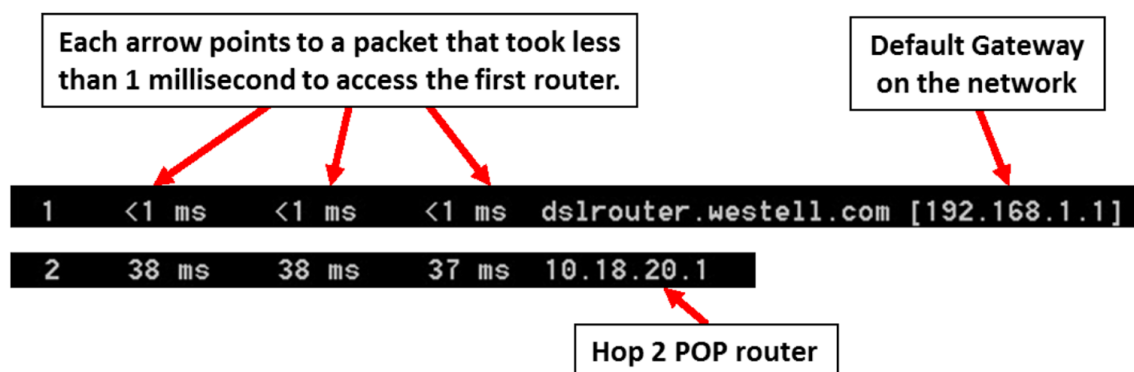 Each arrow points to a packet that took less
than 1 millisecond to access the first router.
Default Gateway
on the network
1 <1 ms <1 ms <1 ms dslrouter.westell.com [192.168.1.1]
2 38 ms 38 ms 37 ms 10.18.20.1
Hop 2 POP router